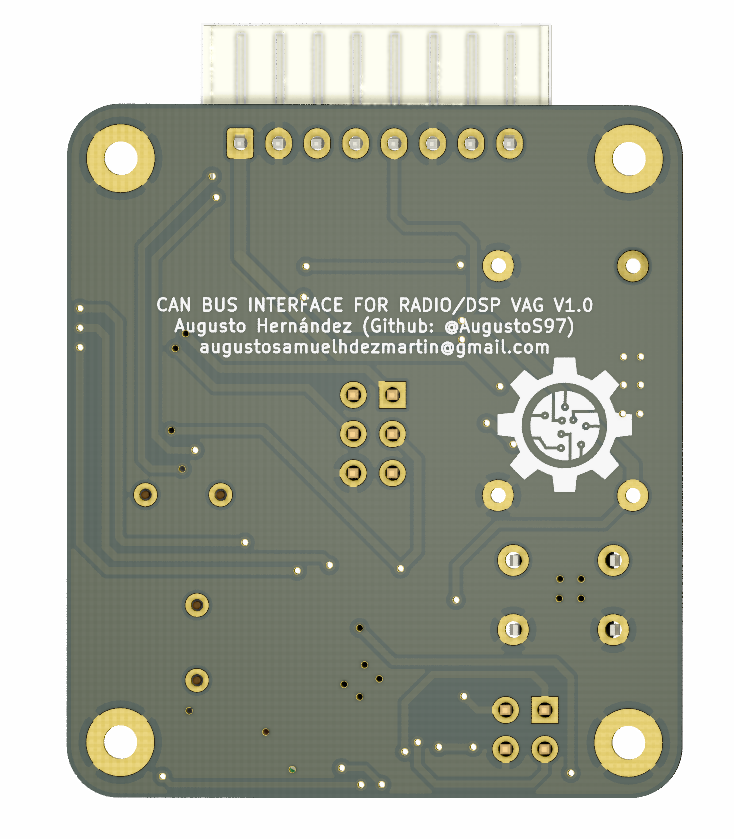 CAN BUS INTERFACE FOR RADIO/DSP VAG V1.0
Augusto Hernández (Github: @AugustoS97)
augustosamuelhdezmartin@gmail.com